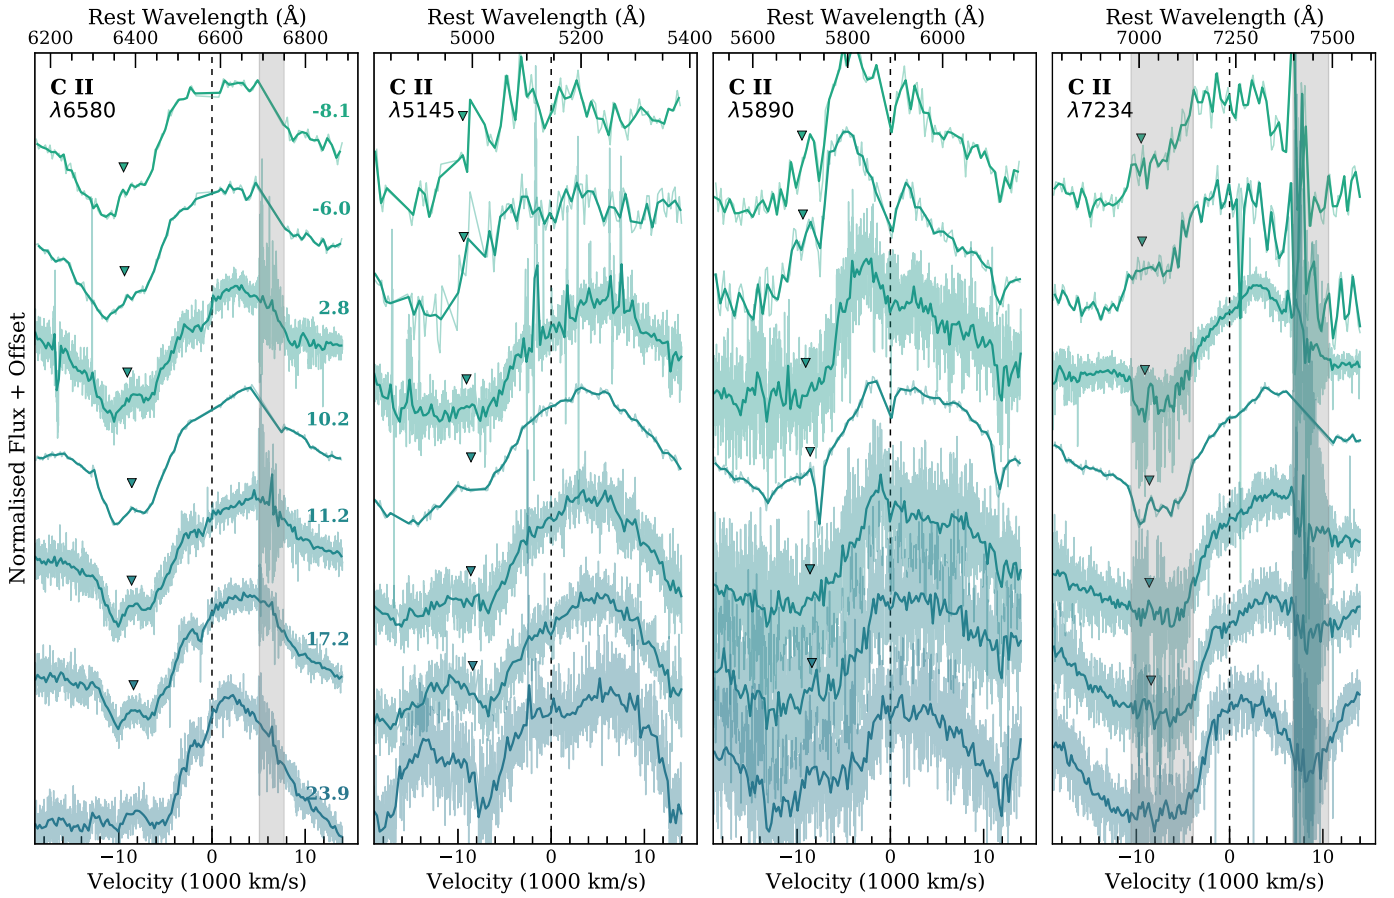 Rest Wavelength (Å) Rest Wavelength (Å) Rest Wavelength (Å) Rest Wavelength (Å)
6200 6400 6600 6800 5000 5200 5400 5600 5800 6000 7000 7250 7500
C II C II C II C II
λ6580 λ5145 λ5890 λ7234
-8.1
-6.0
2.8
10.2
11.2
17.2
23.9
Normalised Flux + Offset
−10 0 10 −10 0 10 −10 0 10 −10 0 10
Velocity (1000 km/s) Velocity (1000 km/s) Velocity (1000 km/s) Velocity (1000 km/s)